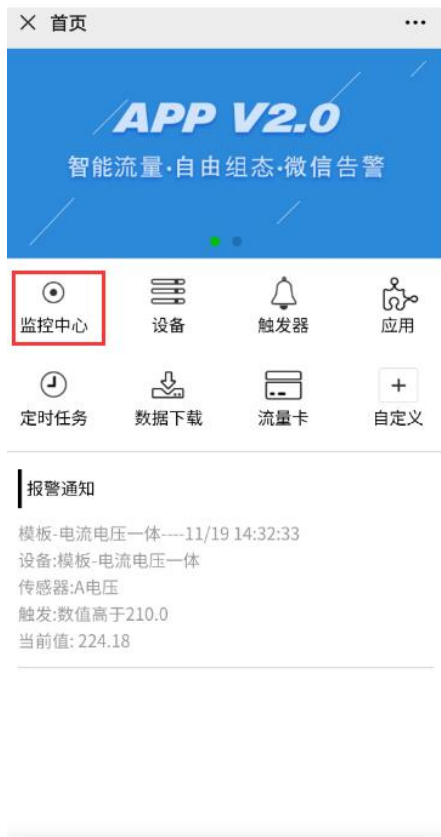 首页
APP V2.0
智能流量·自由组态·微信告警
监控中心 设备 触发器 应用
定时任务 数据下载 流量卡 自定义
报警通知
模板-电流电压一体----11/19 14:32:33
设备:模板-电流电压一体
传感器:A电压
触发:数值高于210.0
当前值: 224.18